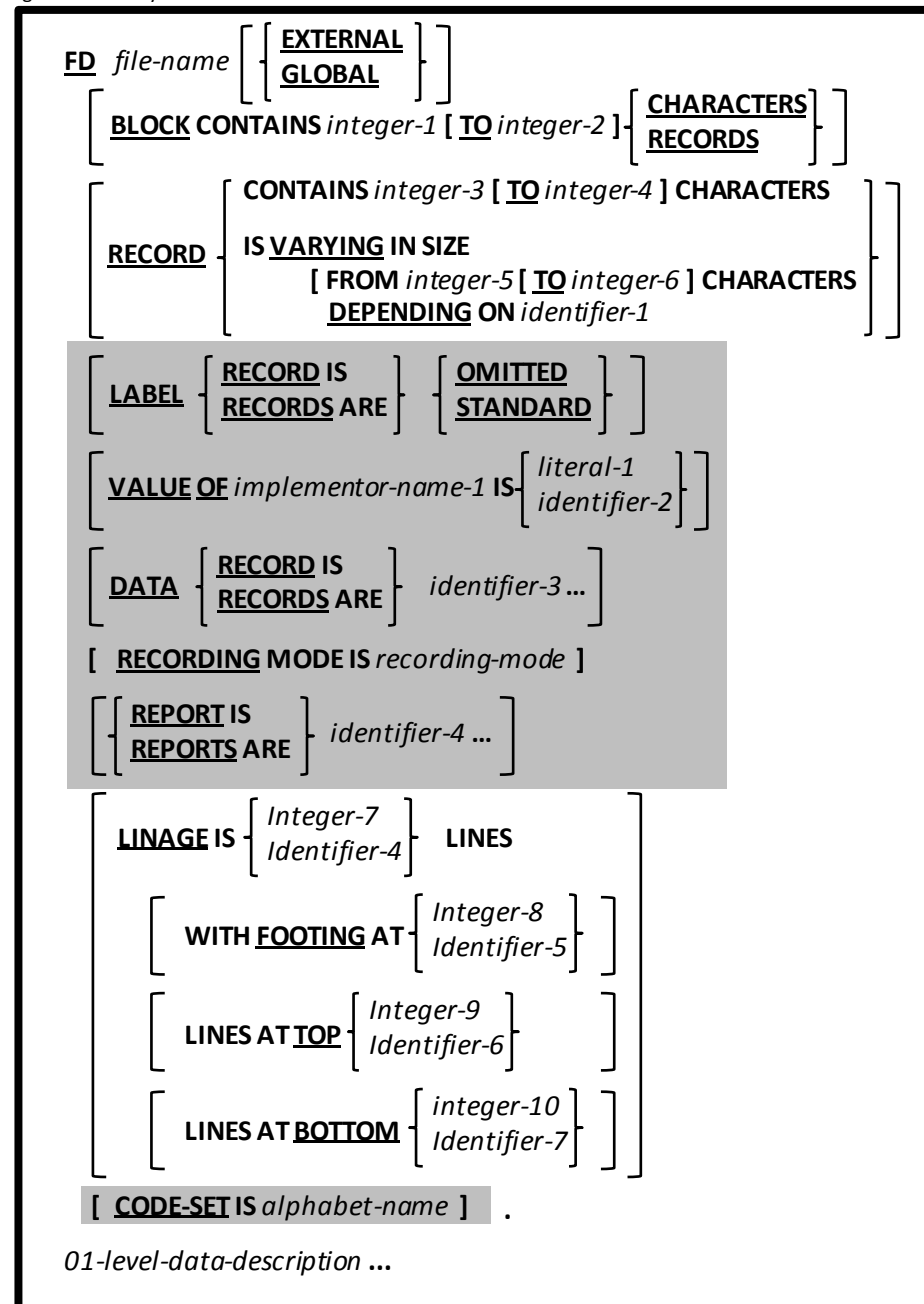 FD file-name [ { EXTERNAL
GLOBAL } ]
[ BLOCK CONTAINS integer-1 [ TO integer-2 ] { CHARACTERS
RECORDS } ]
CONTAINS integer-3 [ TO integer-4 ] CHARACTERS
RECORD
IS VARYING IN SIZE
[ FROM integer-5 [ TO integer-6 ] CHARACTERS
DEPENDING ON identifier-1
[ LABEL { RECORD IS
RECORDS ARE } { OMITTED
STANDARD } ]
[ VALUE OF implementor-name-1 IS { literal-1
identifier-2 } ]
[ DATA { RECORD IS
RECORDS ARE } identifier-3 ... ]
[ RECORDING MODE IS recording-mode ]
[ { REPORT IS
REPORTS ARE } identifier-4 ... ]
[ LINAGE IS { Integer-7
Identifier-4 } LINES
[ WITH FOOTING AT { Integer-8
Identifier-5 } ]
[ LINES AT TOP { Integer-9
Identifier-6 } ]
[ LINES AT BOTTOM { integer-10
Identifier-7 } ] ]
[ CODE-SET IS alphabet-name ] .
01-level-data-description ...